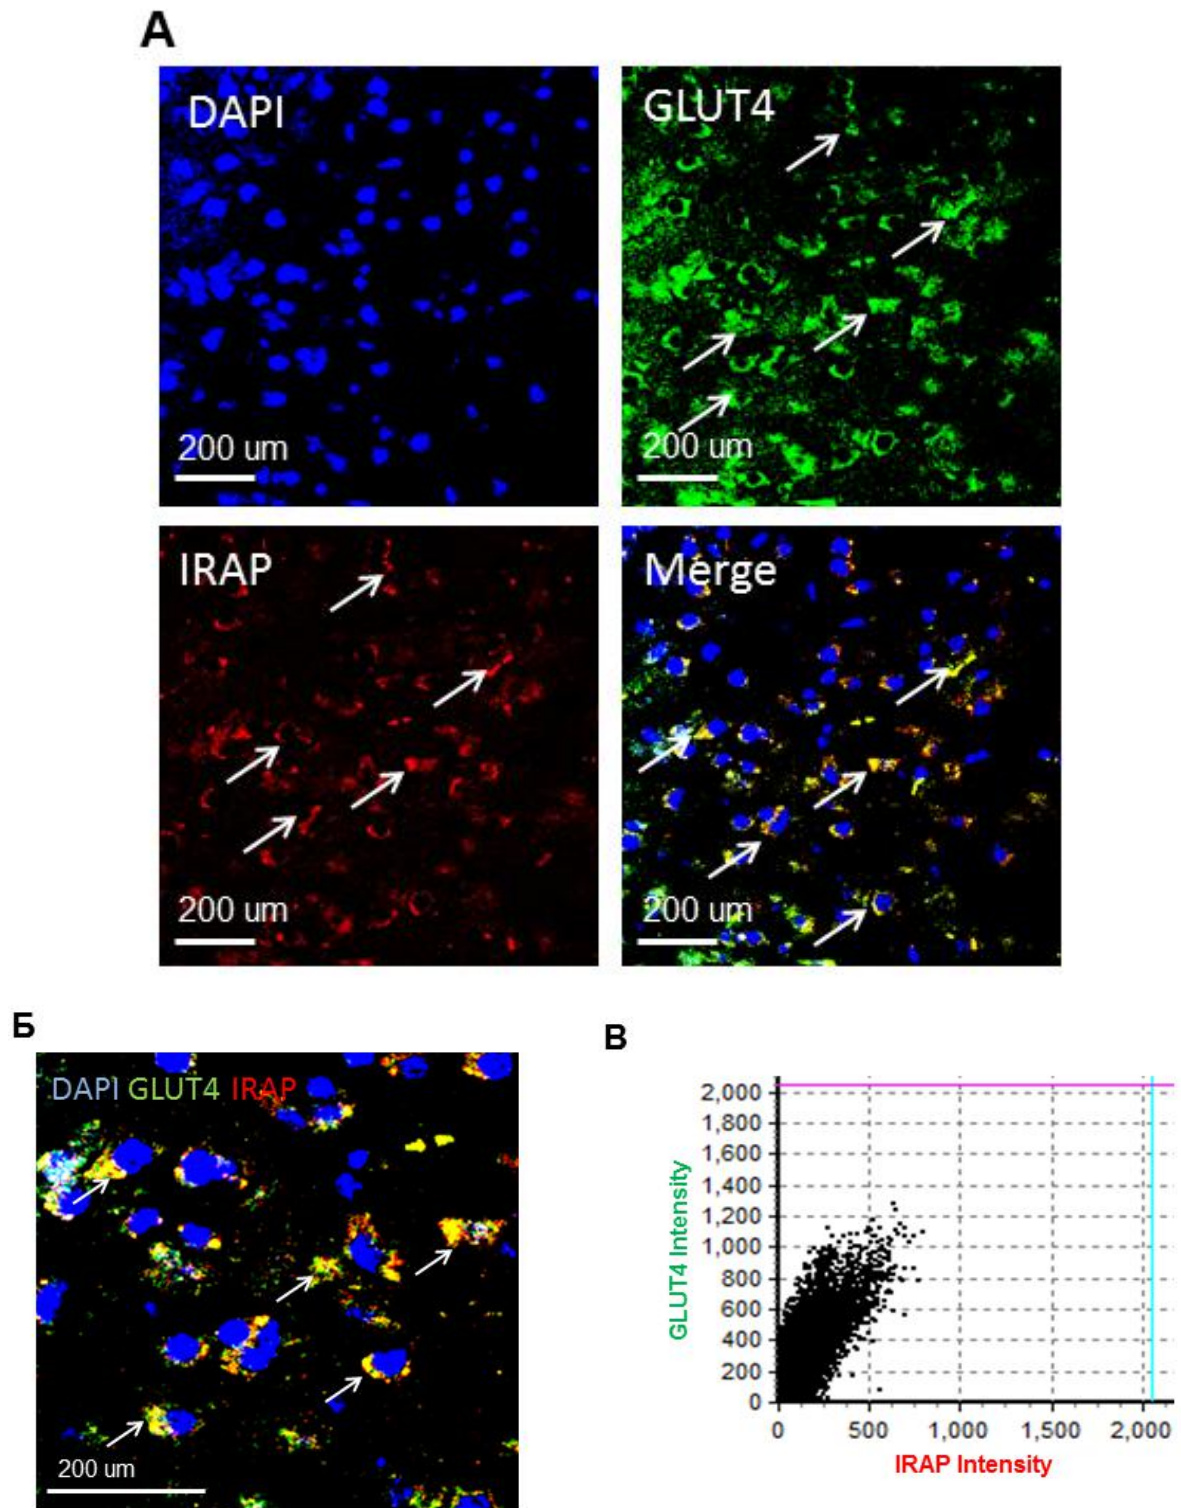 А
DAPI
GLUT4
200 um
200 um
IRAP
Merge
200 um
200 um
Б
DAPI GLUT4 IRAP
200 um
В
GLUT4 Intensity
2,000
1,800
1,600
1,400
1,200
1,000
800
600
400
200
0
0 500 1,000 1,500 2,000
IRAP Intensity